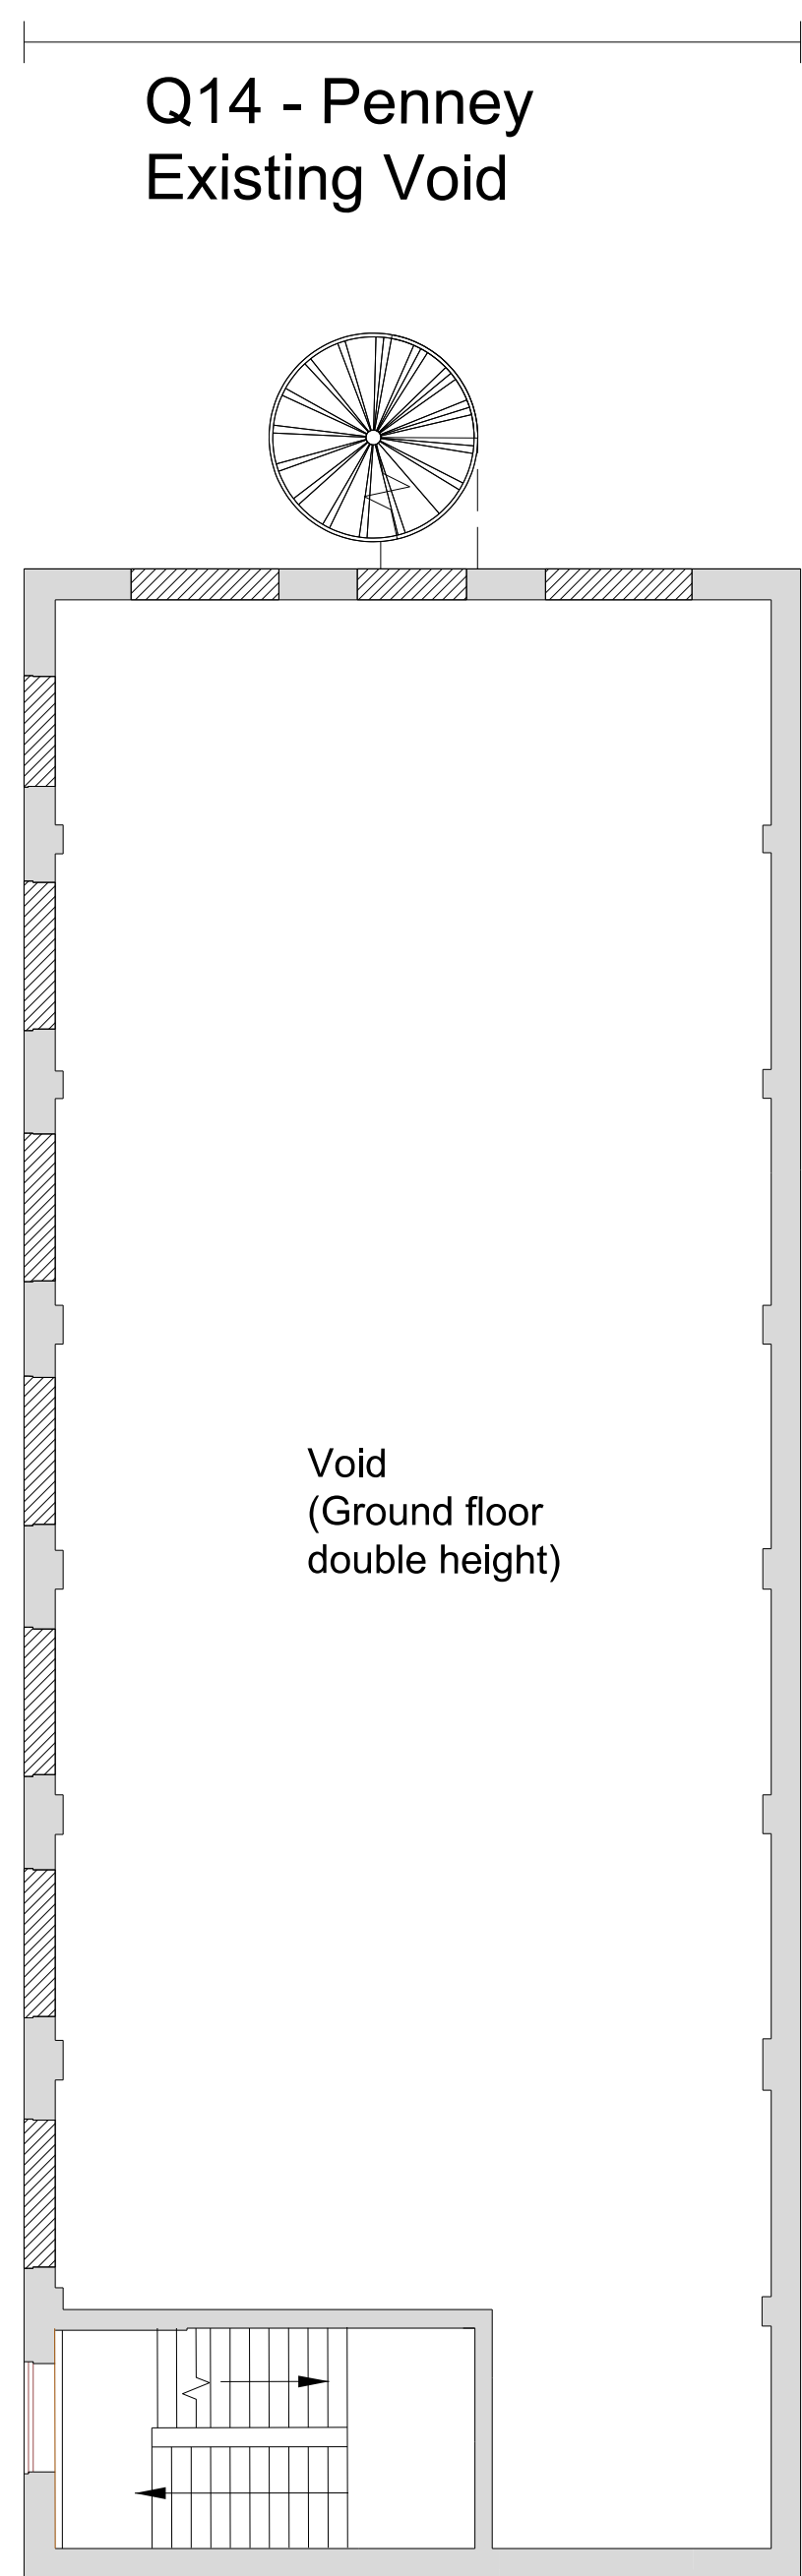 Q14 - Penney
Existing Void
Void
(Ground floor
double height)